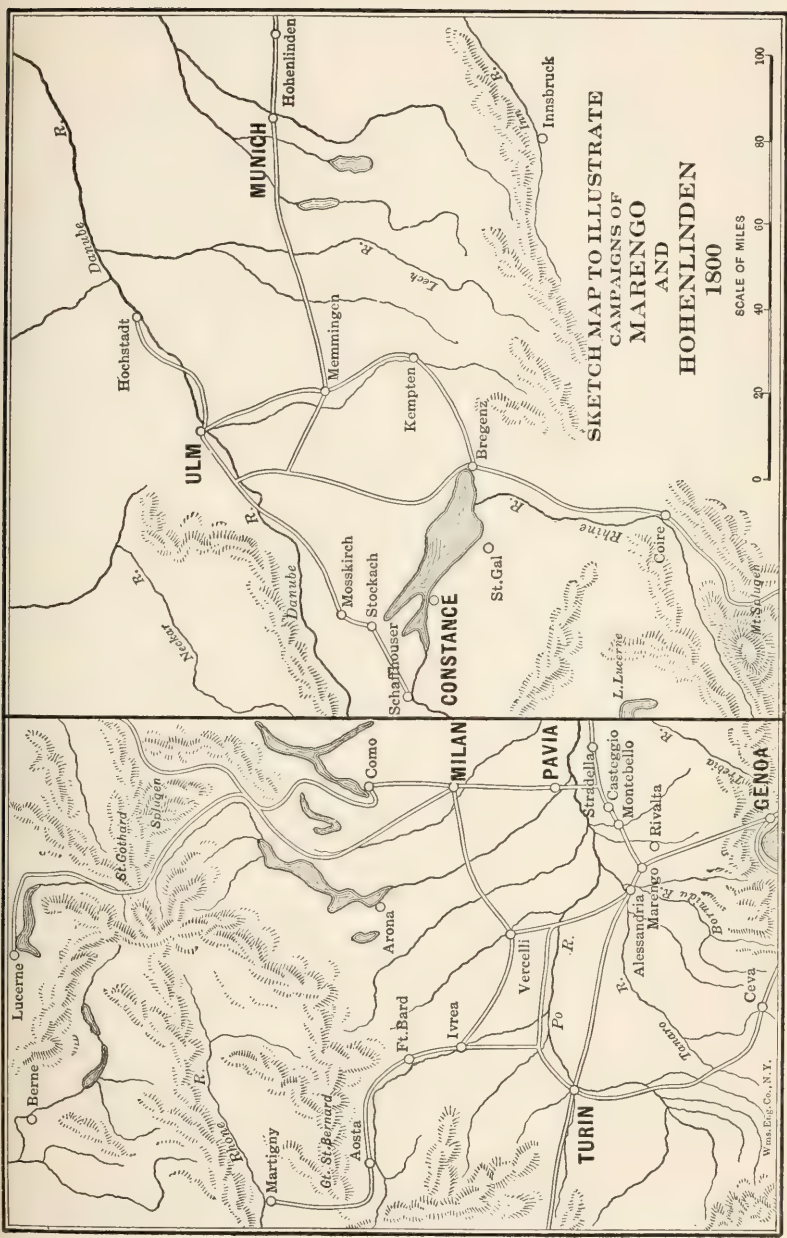 SKETCH MAP TO ILLUSTRATE
CAMPAIGNS OF
MARENGO
AND
HOHENLINDEN
1800
SCALE OF MILES
0 20 40 60 80 100
R.
Danube
Hochstadt
ULM
R.
Danube
R.
Neckar
Mosskirch
Stockach
Schaffhouser
CONSTANCE
St. Gal
L. Lucerne
Memmingen
Kempten
Bregenz
R.
Rhine
Coire
Mt. Splugen
R.
Lech
MUNICH
Hohenlinden
Inn R.
Innsbruck
Lucerne
Berne
St. Gothard
Splugen
R.
Rhone
Martigny
Gt. St. Bernard
Aosta
Ft. Bard
Ivrea
Arona
Como
MILAN
Vercelli
PAVIA
Po R.
TURIN
Stradella
Casteggio
Montebello
Rivalta
R.
Trebia
Alessandria
Marengo
Bormida R.
R.
Tanaro
Ceva
GENOA
Wms. Eng. Co., N.Y.